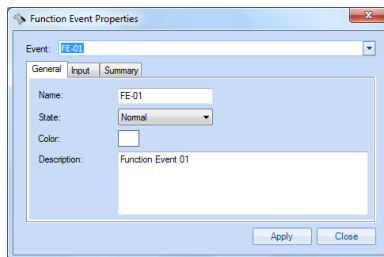 Function Event Properties
Event: FE-01
General Input Summary
Name: FE-01
State: Normal
Color:
Description: Function Event 01
Apply Close